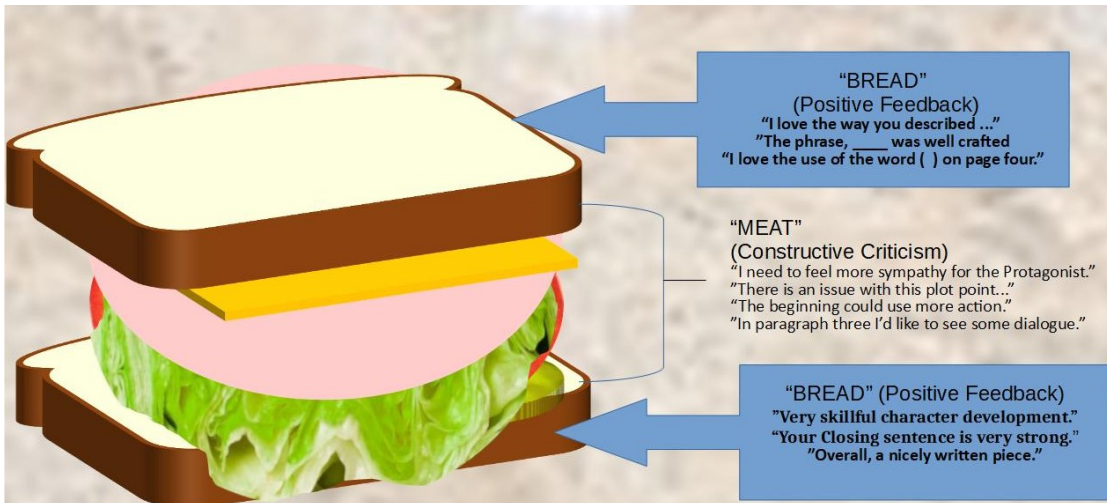 “BREAD”
(Positive Feedback)
“I love the way you described ...”
”The phrase, ____ was well crafted
“I love the use of the word ( ) on page four.”
“MEAT”
(Constructive Criticism)
“I need to feel more sympathy for the Protagonist.”
”There is an issue with this plot point...”
“The beginning could use more action.”
”In paragraph three I’d like to see some dialogue.”
“BREAD” (Positive Feedback)
”Very skillful character development.”
“Your Closing sentence is very strong.”
”Overall, a nicely written piece.”